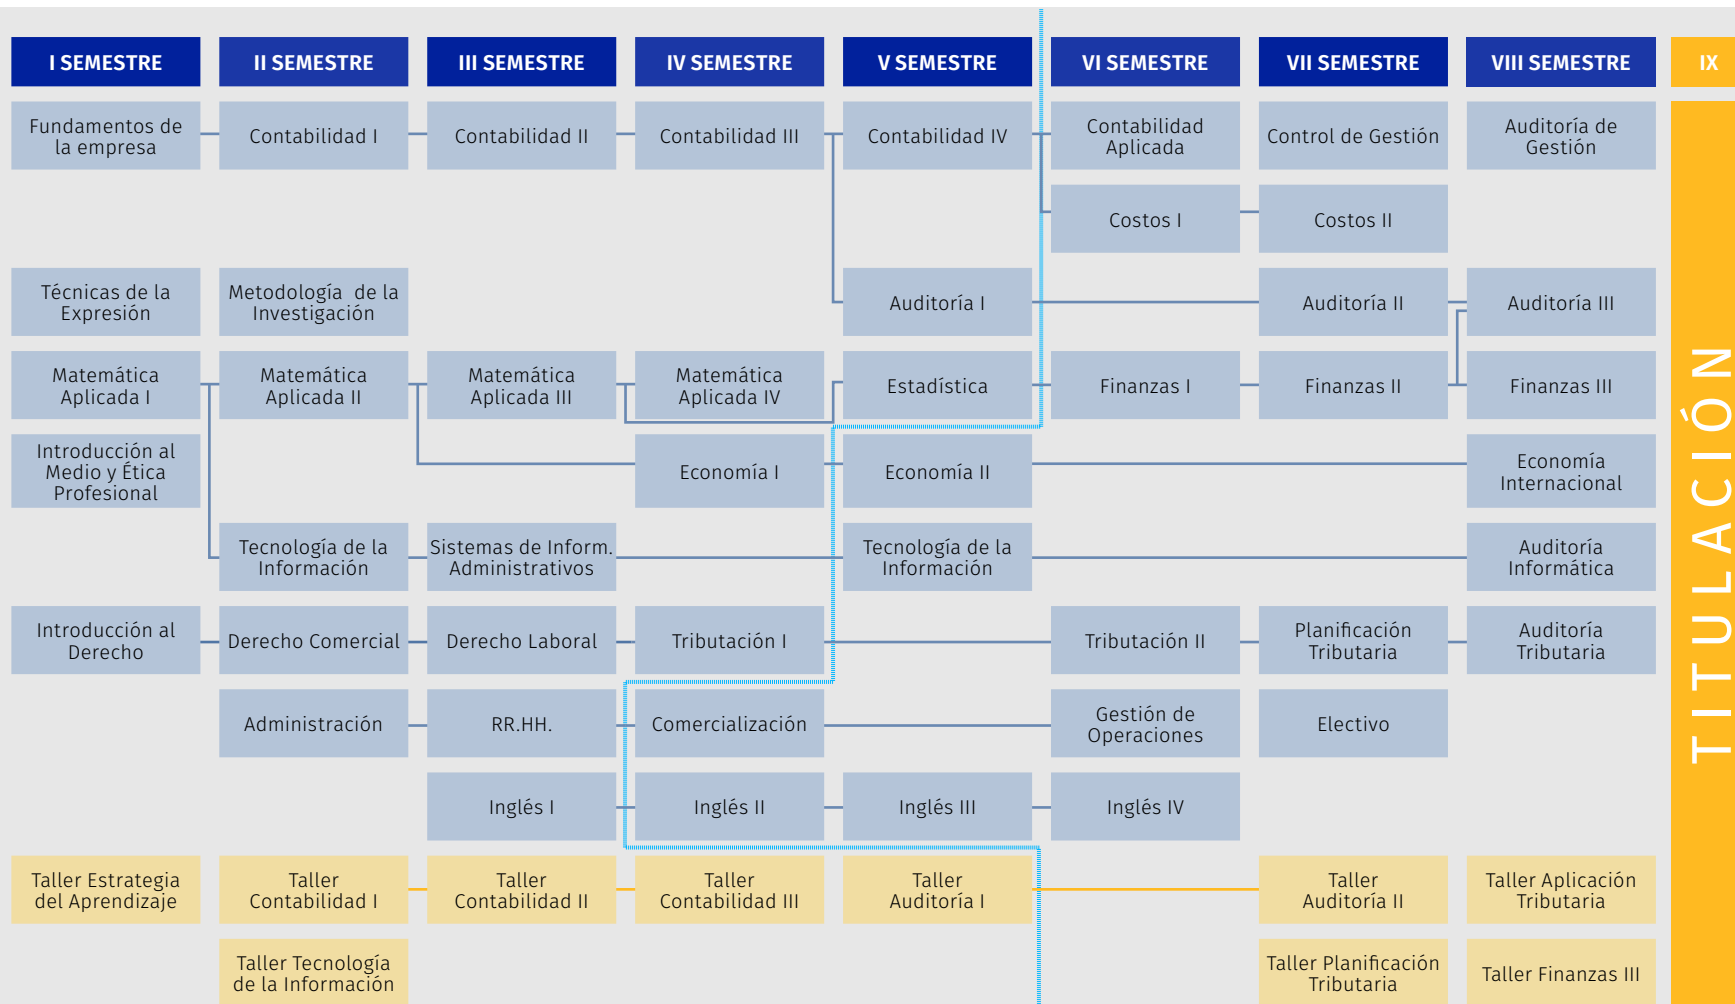 I SEMESTRE
II SEMESTRE
III SEMESTRE
IV SEMESTRE
V SEMESTRE
VI SEMESTRE
VII SEMESTRE
VIII SEMESTRE
IX
Fundamentos de
la empresa
Contabilidad I
Contabilidad II
Contabilidad III
Contabilidad IV
Contabilidad
Aplicada
Control de Gestión
Auditoría de
Gestión
Costos I
Costos II
Técnicas de la
Expresión
Metodología de la
Investigación
Auditoría I
Auditoría II
Auditoría III
Matemática
Aplicada I
Matemática
Aplicada II
Matemática
Aplicada III
Matemática
Aplicada IV
Estadística
Finanzas I
Finanzas II
Finanzas III
Introducción al
Medio y Ética
Profesional
Economía I
Economía II
Economía
Internacional
Tecnología de la
Información
Sistemas de Inform.
Administrativos
Tecnología de la
Información
Auditoría
Informática
Introducción al
Derecho
Derecho Comercial
Derecho Laboral
Tributación I
Tributación II
Planificación
Tributaria
Auditoría
Tributaria
Administración
RR.HH.
Comercialización
Gestión de
Operaciones
Electivo
Inglés I
Inglés II
Inglés III
Inglés IV
Taller Estrategia
del Aprendizaje
Taller
Contabilidad I
Taller
Contabilidad II
Taller
Contabilidad III
Taller
Auditoría I
Taller
Auditoría II
Taller Aplicación
Tributaria
Taller Tecnología
de la Información
Taller Planificación
Tributaria
Taller Finanzas III
TITULACIÓN